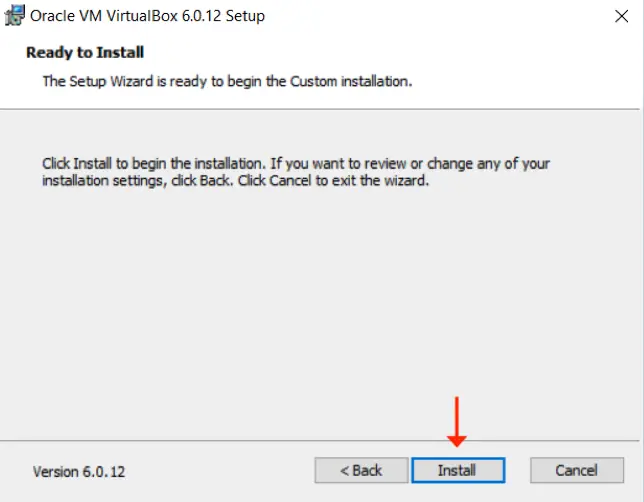 Oracle VM VirtualBox 6.0.12 Setup
Ready to Install
The Setup Wizard is ready to begin the Custom installation.
Click Install to begin the installation. If you want to review or change any of your
installation settings, click Back. Click Cancel to exit the wizard.
Version 6.0.12
< Back
Install
Cancel